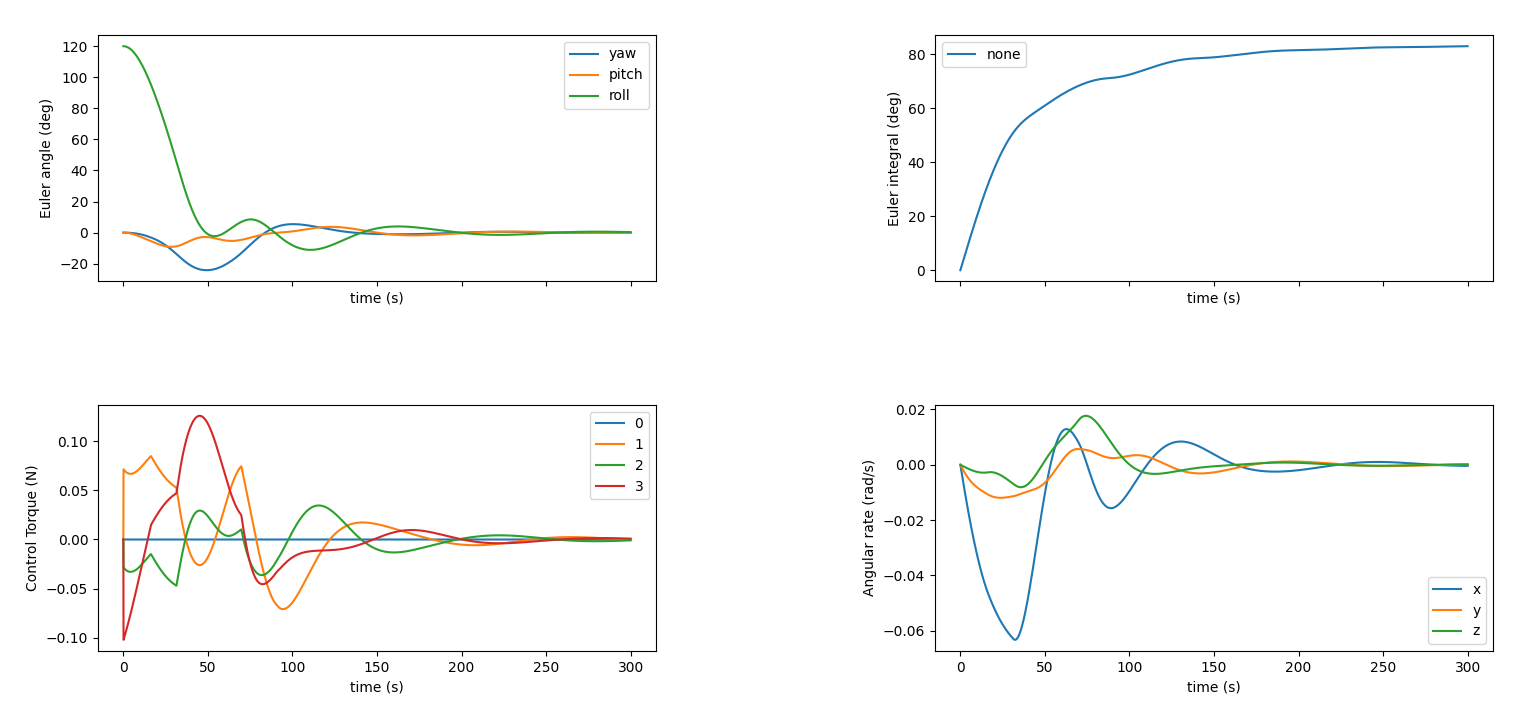 120
100
80
60
40
20
0
−20
Euler angle (deg)
time (s)
yaw
pitch
roll
80
60
40
20
0
Euler integral (deg)
time (s)
none
0.10
0.05
0.00
−0.05
−0.10
Control Torque (N)
0 50 100 150 200 250 300
time (s)
0
1
2
3
0.02
0.00
−0.02
−0.04
−0.06
Angular rate (rad/s)
0 50 100 150 200 250 300
time (s)
x
y
z